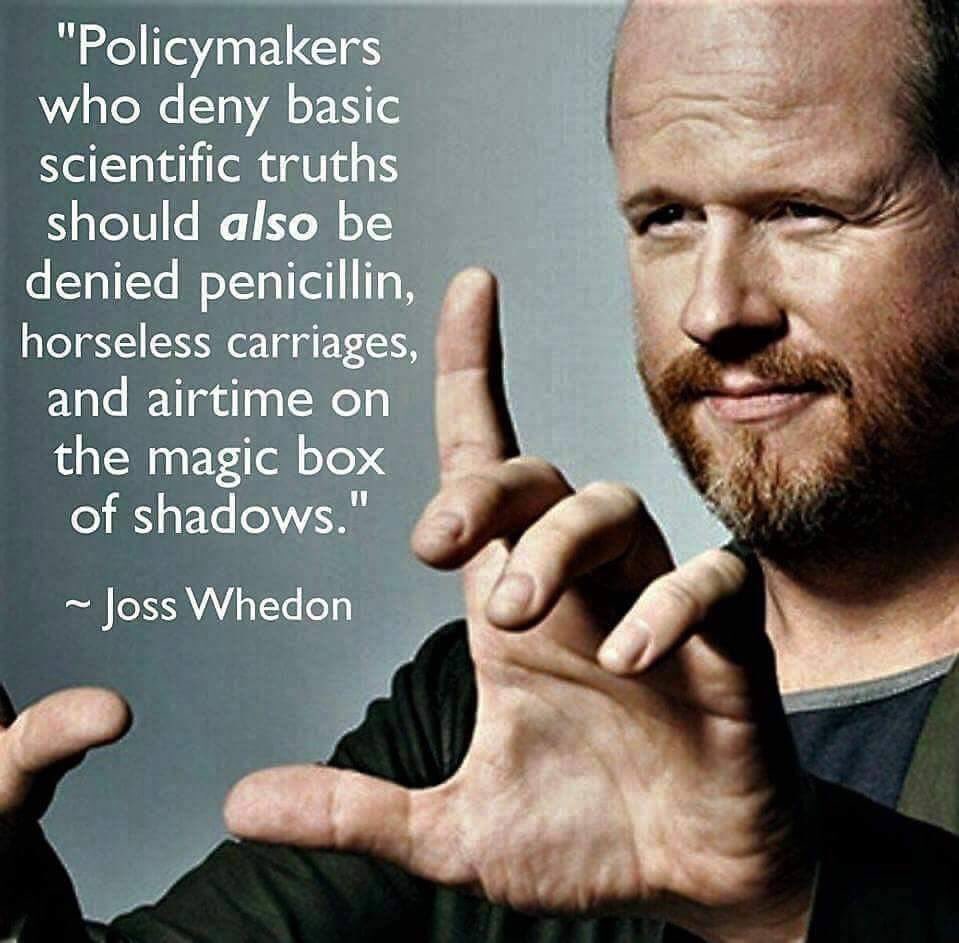 "Policymakers
who deny basic
scientific truths
should also be
denied penicillin,
horseless carriages,
and airtime on
the magic box
of shadows."
~ Joss Whedon